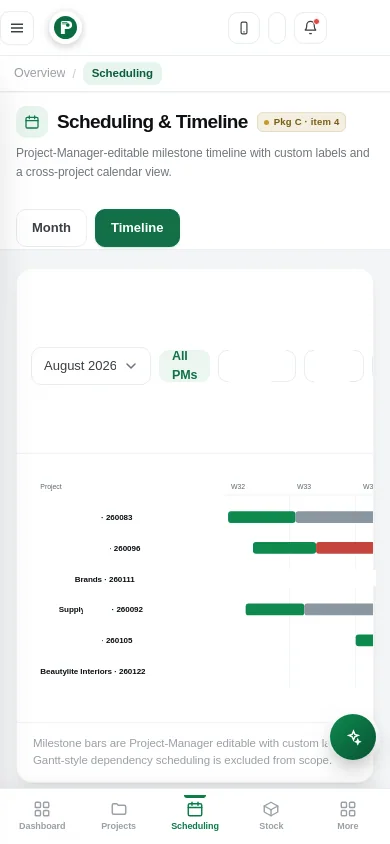 Overview / Scheduling
Scheduling & Timeline
Pkg C · item 4
Project-Manager-editable milestone timeline with custom labels and
a cross-project calendar view.
Month
Timeline
August 2026
All
PMs
Project
W32
W33
· 260083
· 260096
Brands · 260111
Supply · 260092
· 260105
Beautylite Interiors · 260122
Milestone bars are Project-Manager editable with custom
Gantt-style dependency scheduling is excluded from scope.
Dashboard
Projects
Scheduling
Stock
More